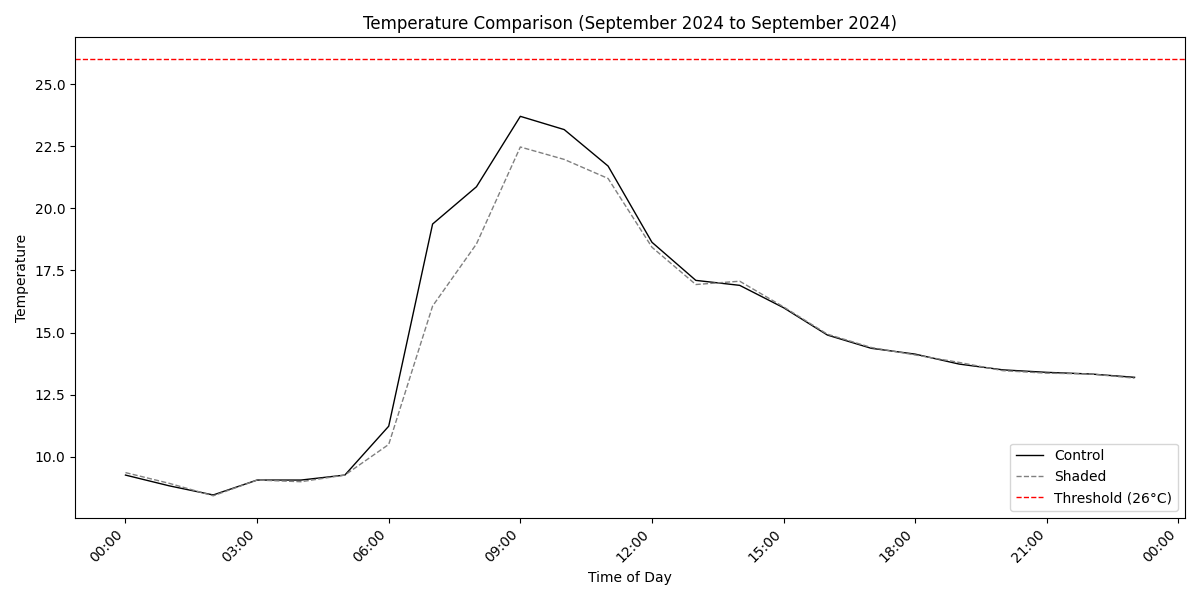 Temperature Comparison (September 2024 to September 2024)
Temperature
25.0
22.5
20.0
17.5
15.0
12.5
10.0
Control
Shaded
Threshold (26°C)
00:00
03:00
06:00
09:00
12:00
15:00
18:00
21:00
00:00
Time of Day